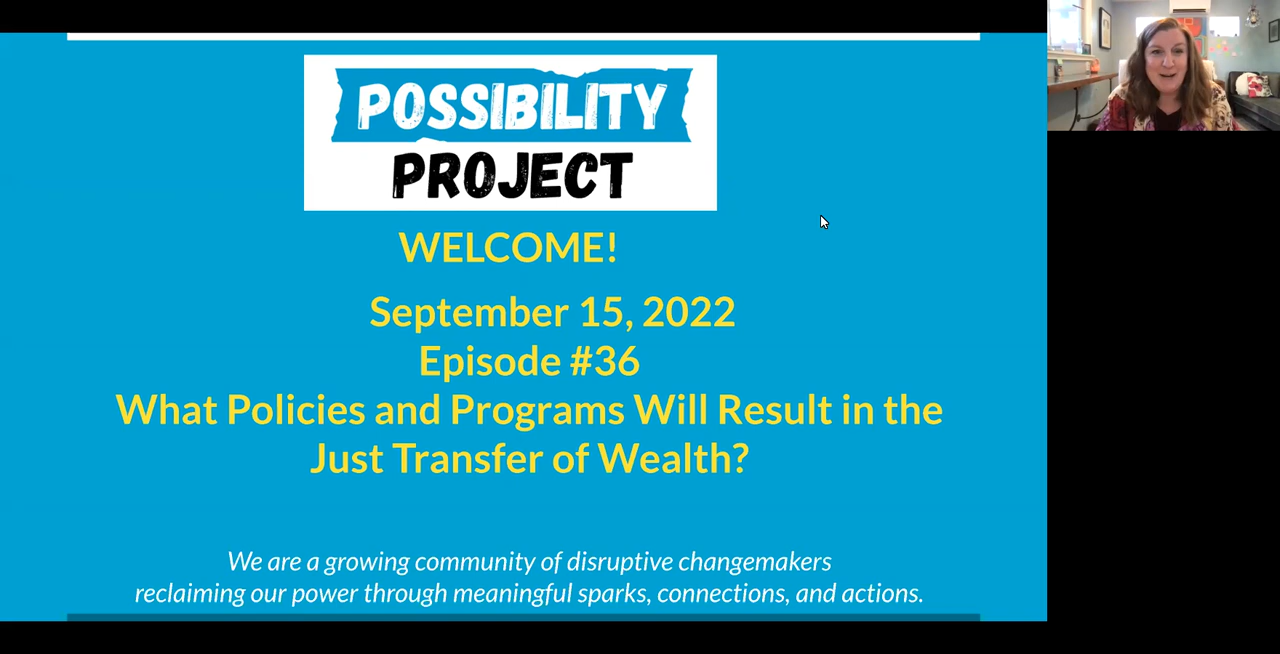 POSSIBILITY
PROJECT
WELCOME!
September 15, 2022
Episode #36
What Policies and Programs Will Result in the
Just Transfer of Wealth?
We are a growing community of disruptive changemakers
reclaiming our power through meaningful sparks, connections, and actions.